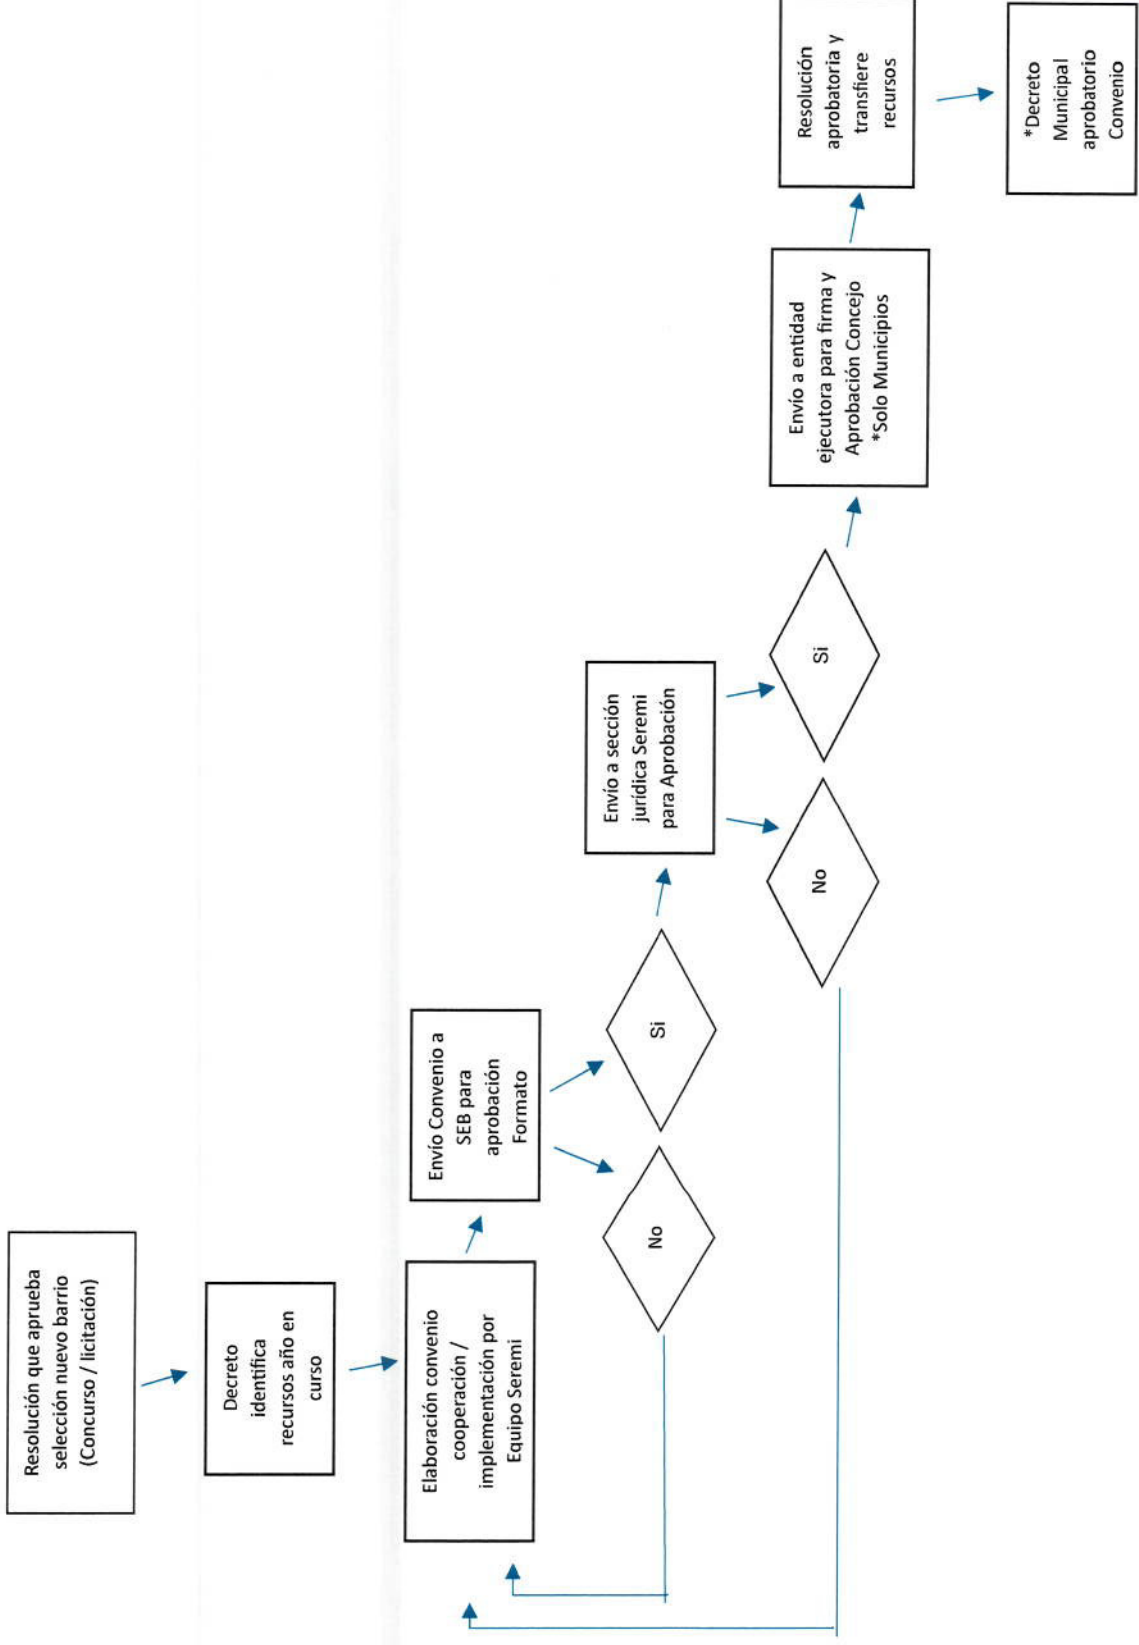 Resolución que aprueba
selección nuevo barrio
(Concurso / licitación)
Decreto
identifica
recursos año en
curso
Elaboración convenio
cooperación /
implementación por
Equipo Seremi
Envío Convenio a
SEB para
aprobación
Formato
No
Si
Envío a sección
jurídica Seremi
para Aprobación
No
Si
Envío a entidad
ejecutora para firma y
Aprobación Concejo
*Solo Municipios
Resolución
aprobatoria y
transfiere
recursos
*Decreto
Municipal
aprobatorio
Convenio